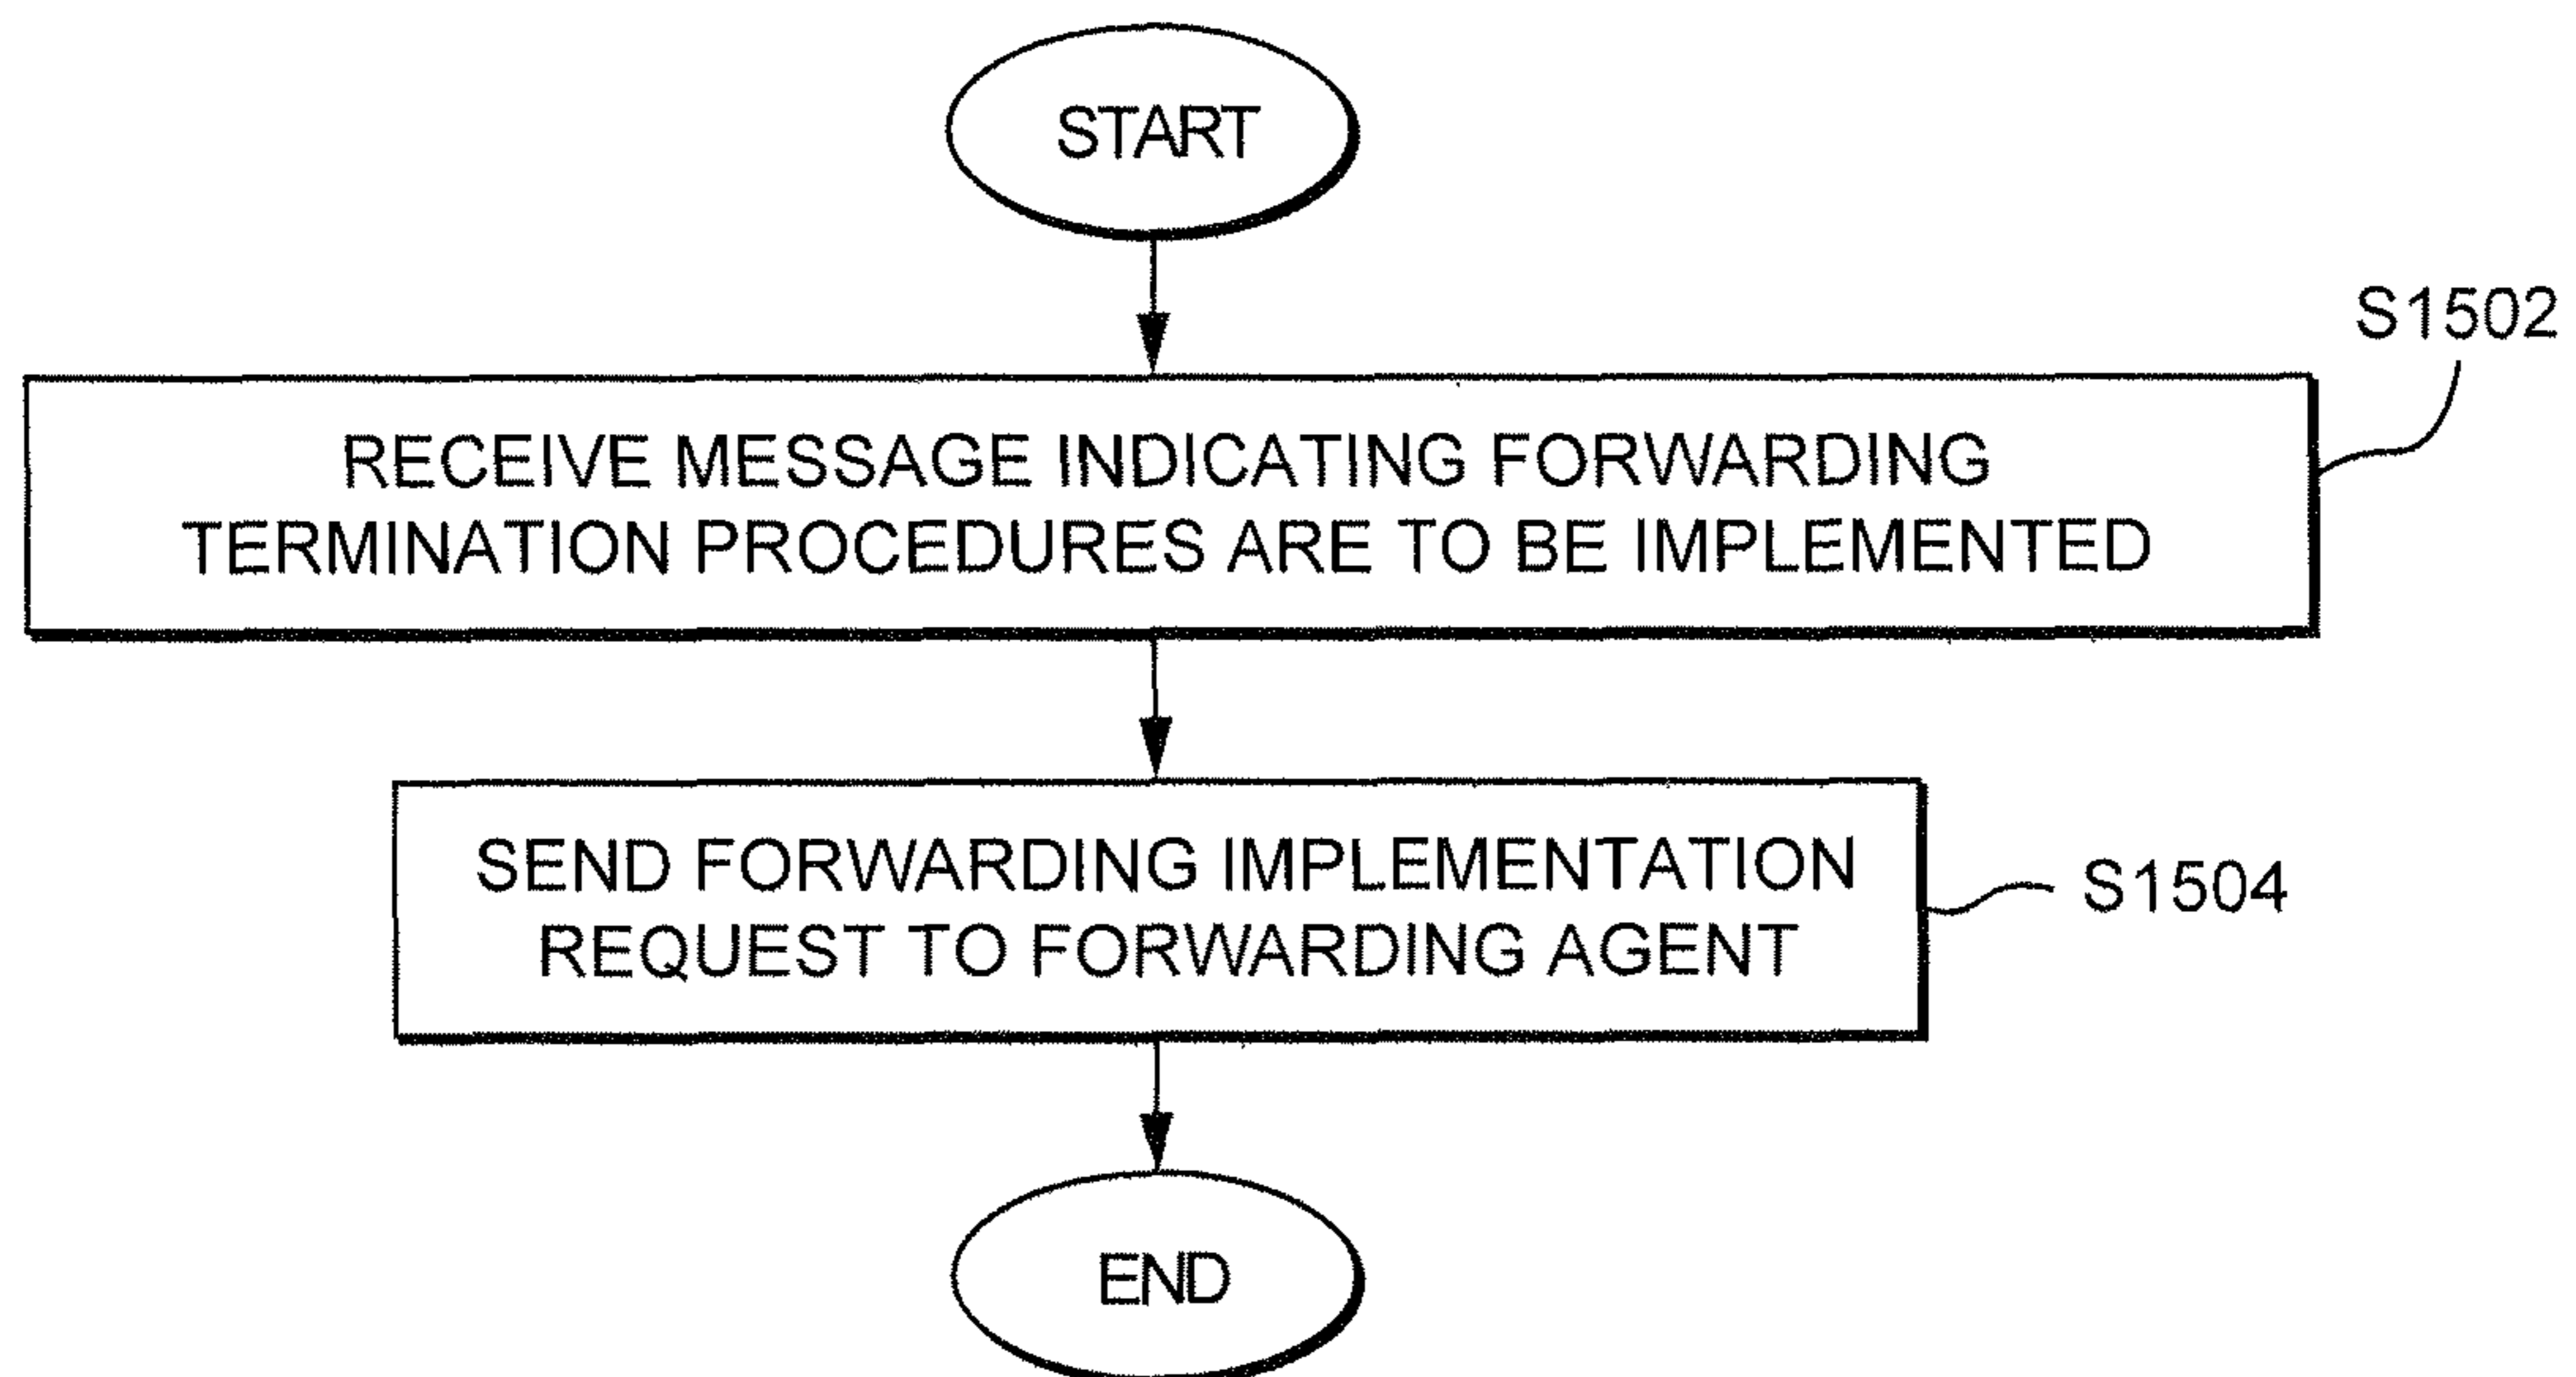 START
S1502
RECEIVE MESSAGE INDICATING FORWARDING
TERMINATION PROCEDURES ARE TO BE IMPLEMENTED
SEND FORWARDING IMPLEMENTATION
REQUEST TO FORWARDING AGENT
S1504
END